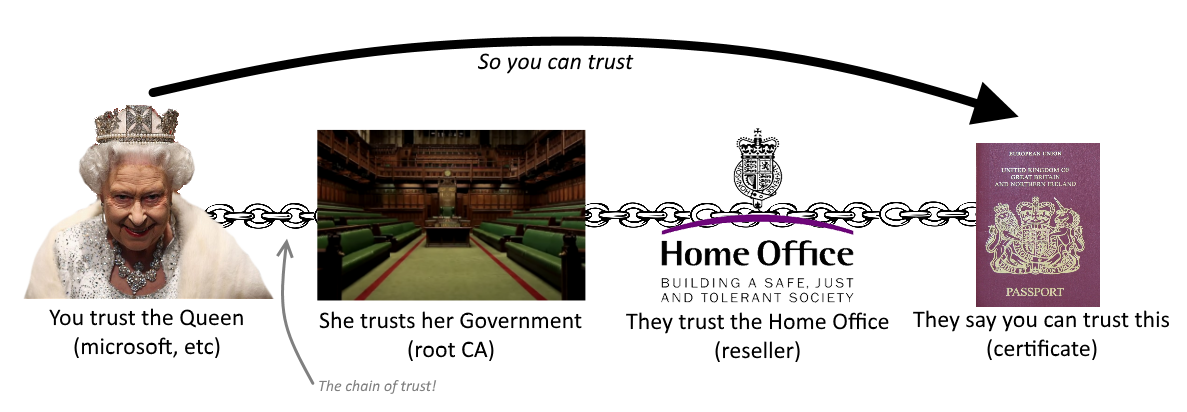 So you can trust
EUROPEAN UNION
UNITED KINGDOM OF
GREAT BRITAIN
AND NORTHERN IRELAND
PASSPORT
Home Office
BUILDING A SAFE, JUST
AND TOLERANT SOCIETY
You trust the Queen
(microsoft, etc)
She trusts her Government
(root CA)
They trust the Home Office
(reseller)
They say you can trust this
(certificate)
The chain of trust!